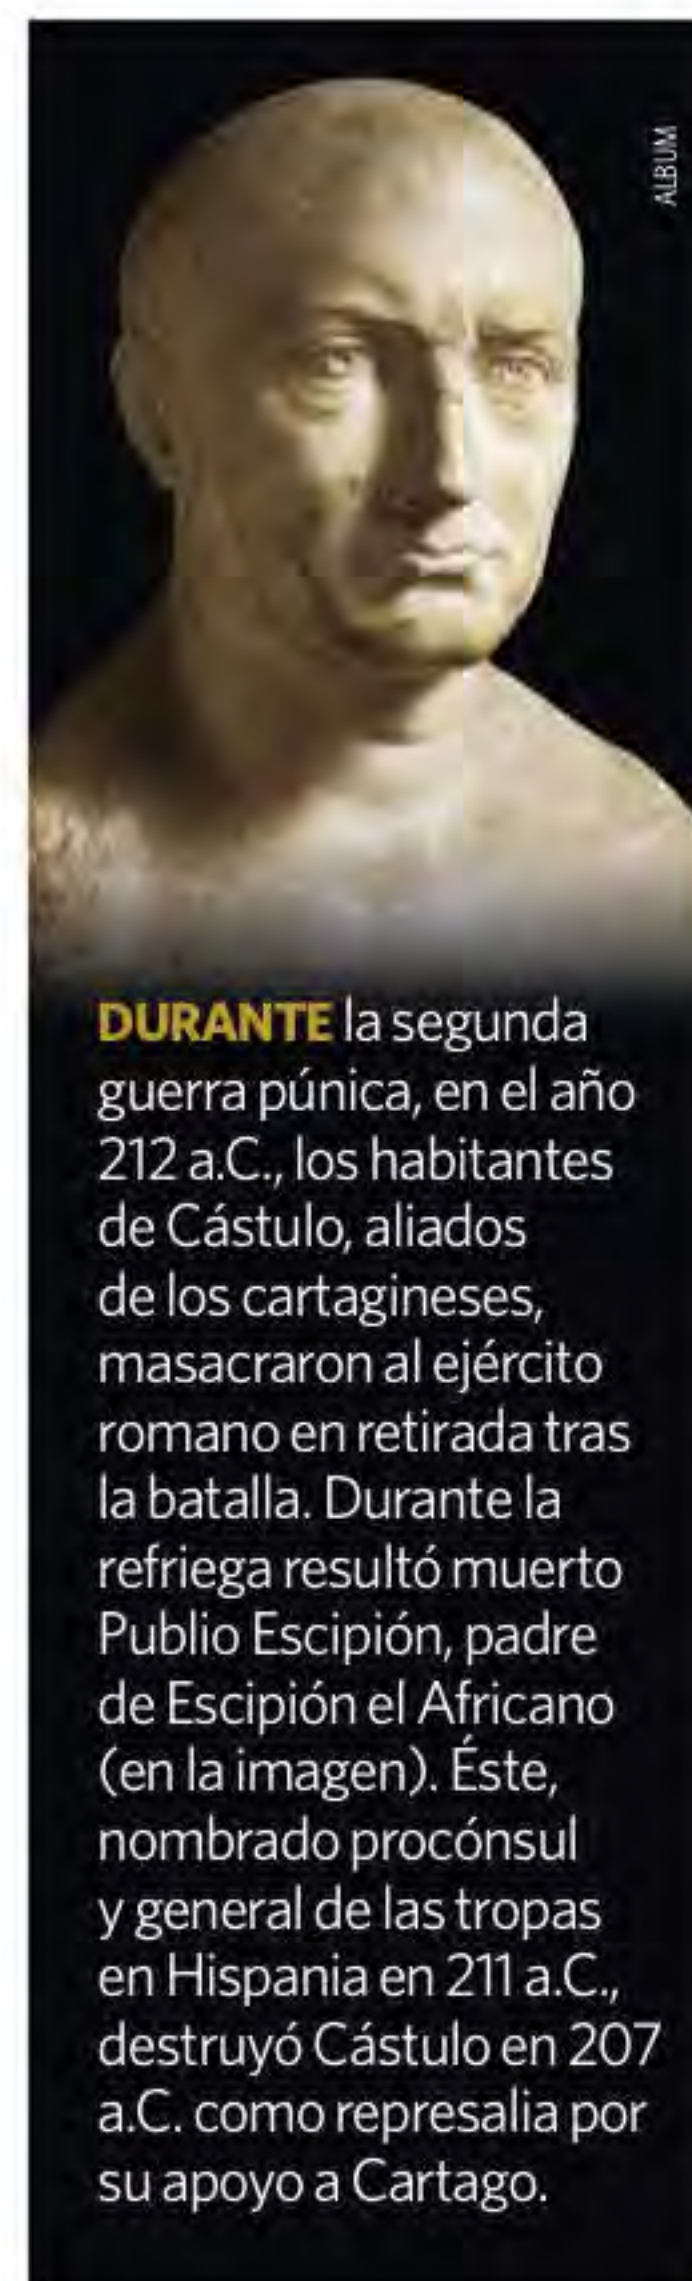 ALBUM
DURANTE la segunda
guerra púnica, en el año
212 a.C., los habitantes
de Cástulo, aliados
de los cartagineses,
masacraron al ejército
romano en retirada tras
la batalla. Durante la
refriega resultó muerto
Publio Escipión, padre
de Escipión el Africano
(en la imagen). Éste,
nombrado procónsul
y general de las tropas
en Hispania en 211 a.C.,
destruyó Cástulo en 207
a.C. como represalia por
su apoyo a Cartago.